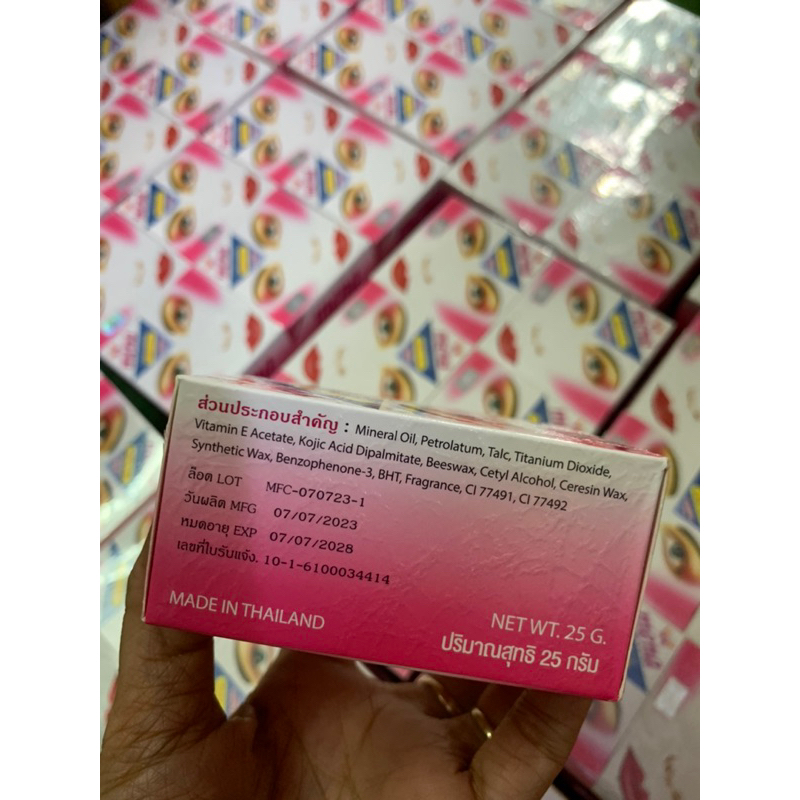 ส่วนประกอบสำคัญ : Mineral Oil, Petrolatum, Talc, Titanium Dioxide,
Vitamin E Acetate, Kojic Acid Dipalmitate, Beeswax, Cetyl Alcohol, Ceresin Wax,
Synthetic Wax, Benzophenone-3, BHT, Fragrance, CI 77491, CI 77492
ล็อต LOT MFC-070723-1
วันผลิต MFG 07/07/2023
หมดอายุ EXP 07/07/2028
เลขที่ใบรับแจ้ง. 10-1-6100034414
MADE IN THAILAND
NET WT. 25 G.
ปริมาณสุทธิ 25 กรัม